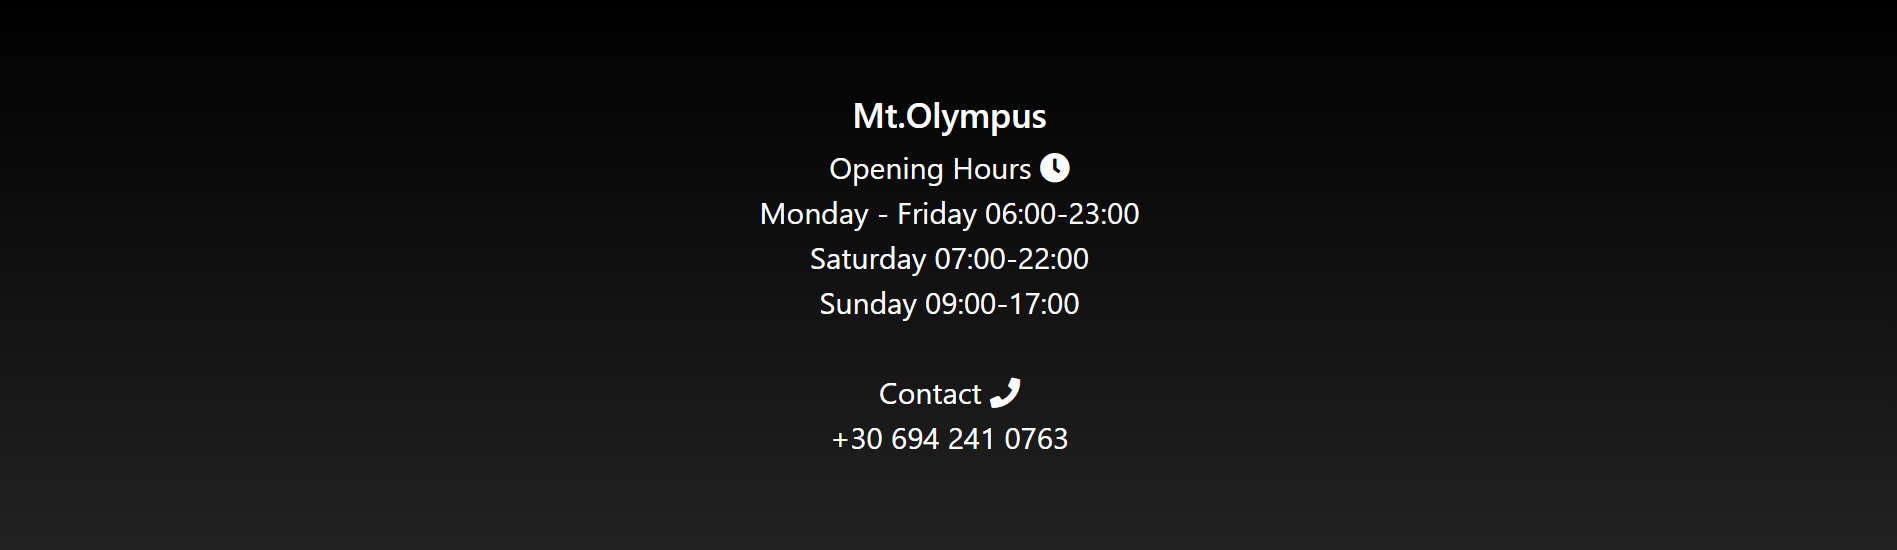 Mt.Olympus
Opening Hours
Monday - Friday 06:00-23:00
Saturday 07:00-22:00
Sunday 09:00-17:00
Contact
+30 694 241 0763